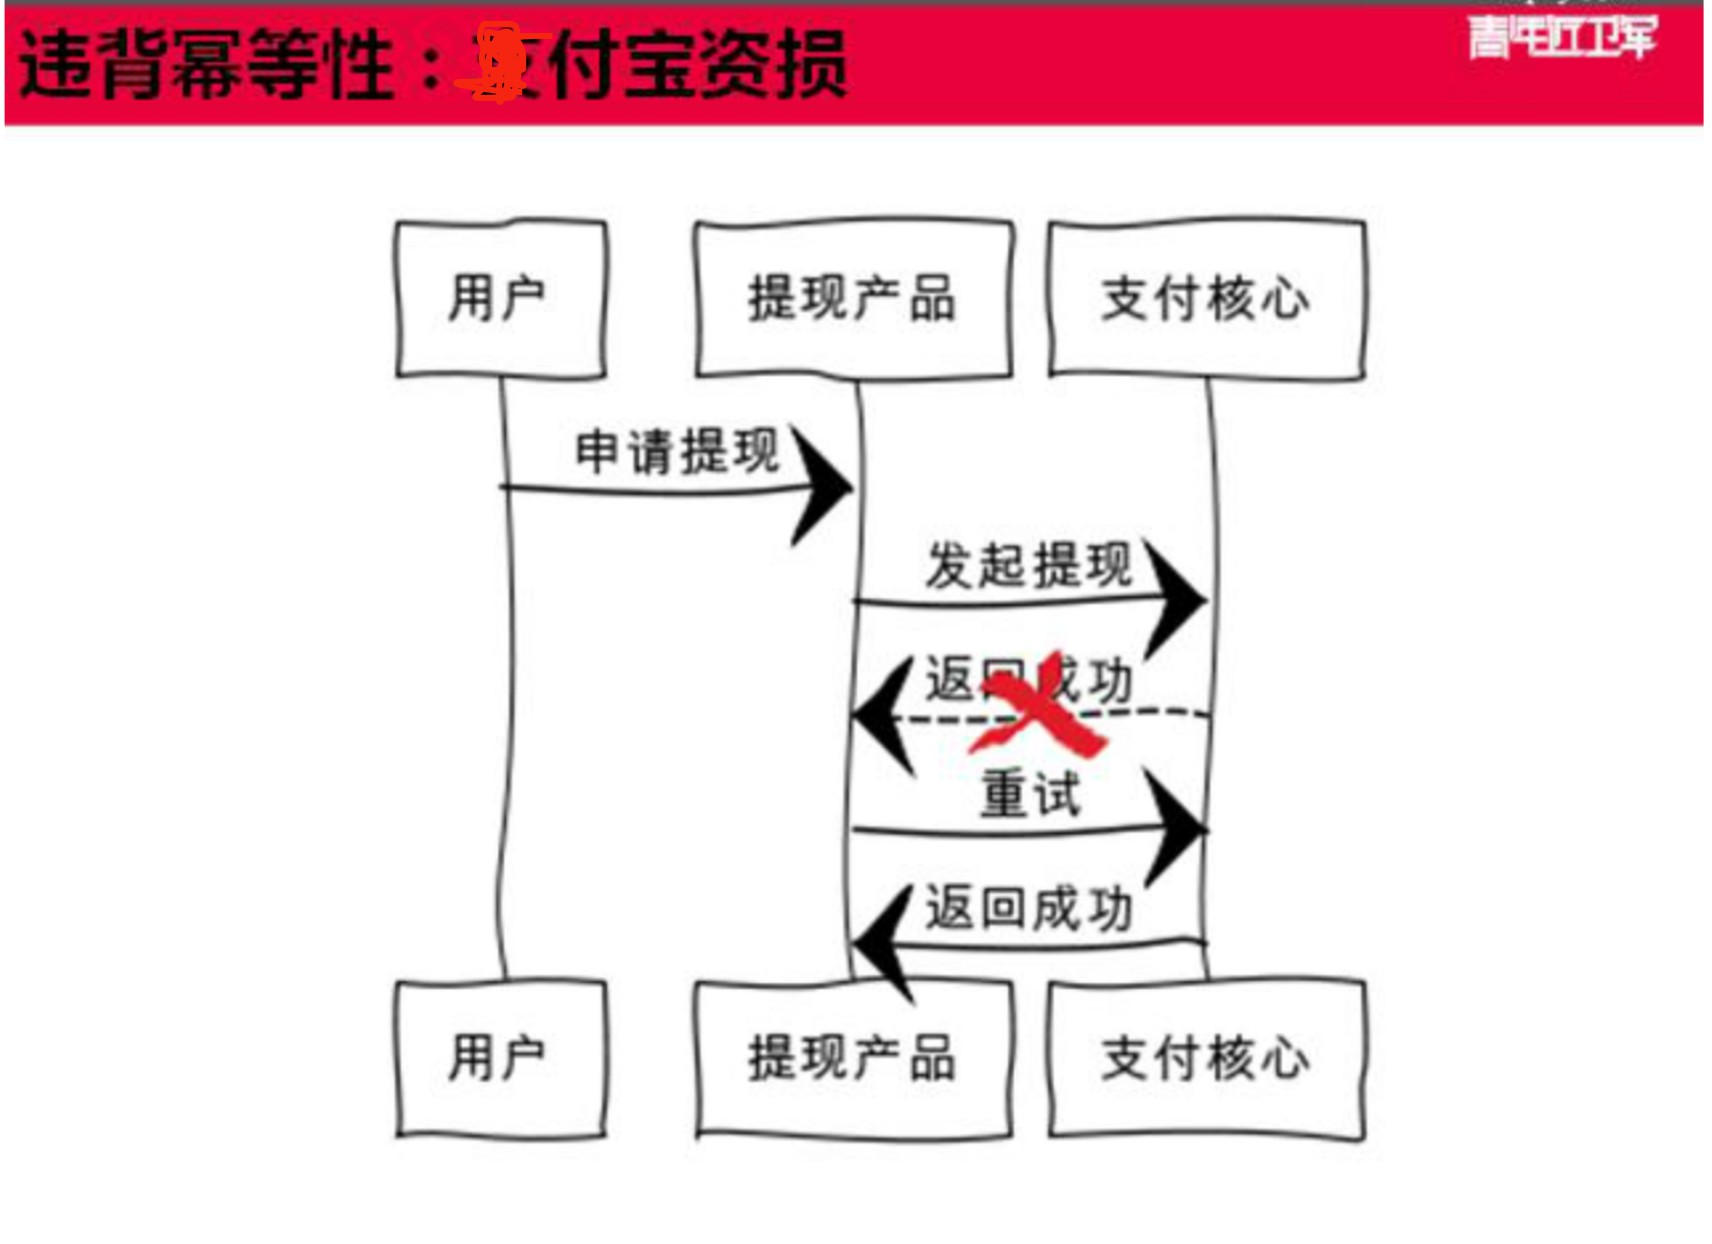 违背幂等性：支付宝资损
青年近卫军
用户
提现产品
支付核心
申请提现
发起提现
返回成功
重试
返回成功
用户
提现产品
支付核心